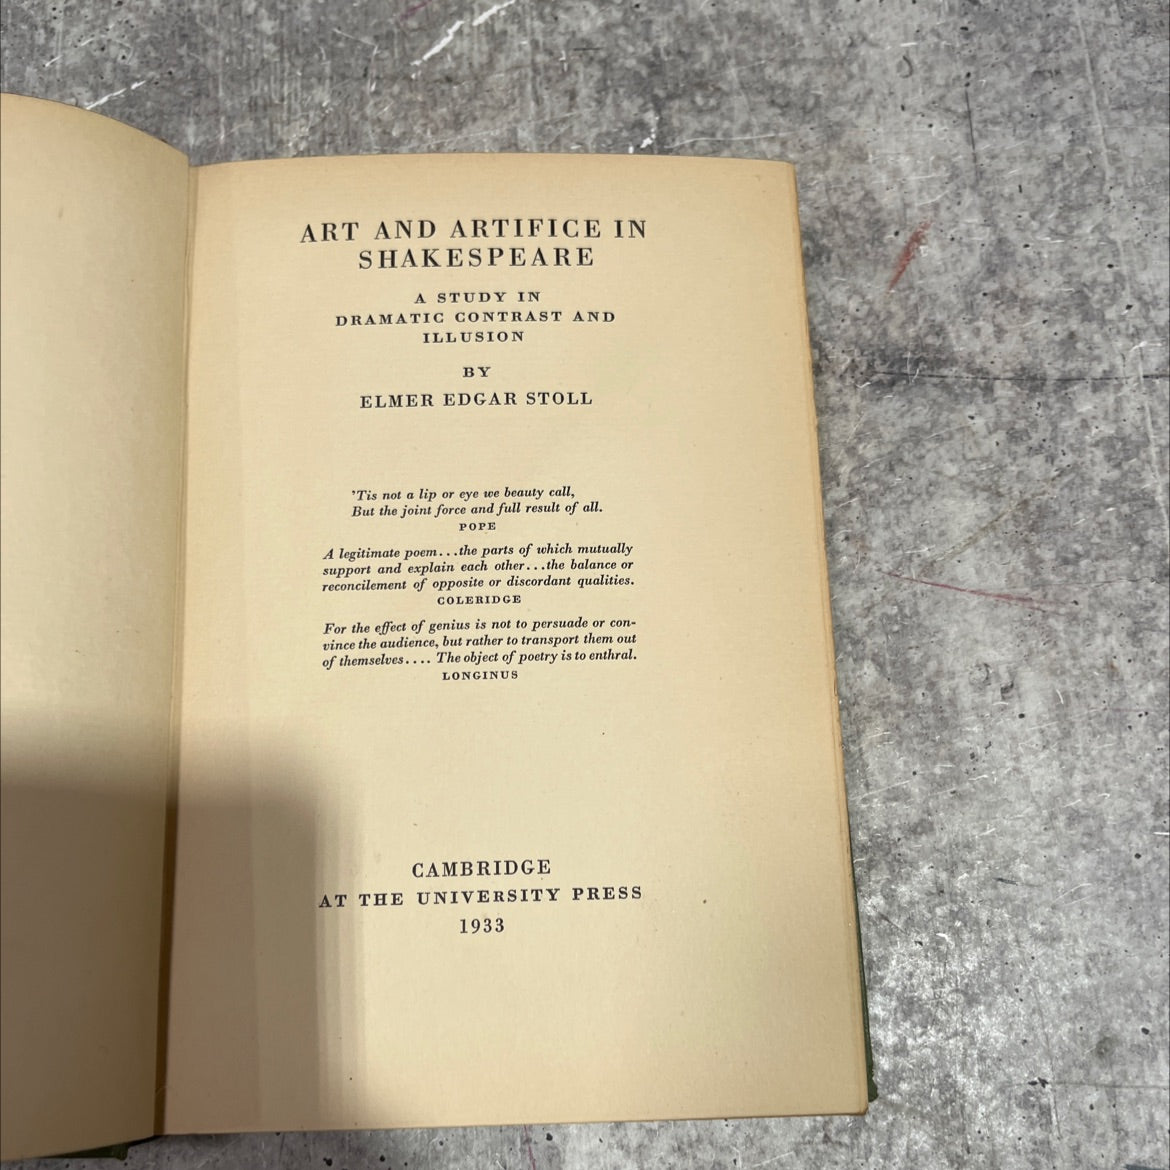 ART AND ARTIFICE IN
SHAKESPEARE
A STUDY IN
DRAMATIC CONTRAST AND
ILLUSION
BY
ELMER EDGAR STOLL
'Tis not a lip or eye we beauty call,
But the joint force and full result of all.
POPE
A legitimate poem...the parts of which mutually
support and explain each other...the balance or
reconcilement of opposite or discordant qualities.
COLERIDGE
For the effect of genius is not to persuade or con-
vince the audience, but rather to transport them out
of themselves.... The object of poetry is to enthral.
LONGINUS
CAMBRIDGE
AT THE UNIVERSITY PRESS
1933